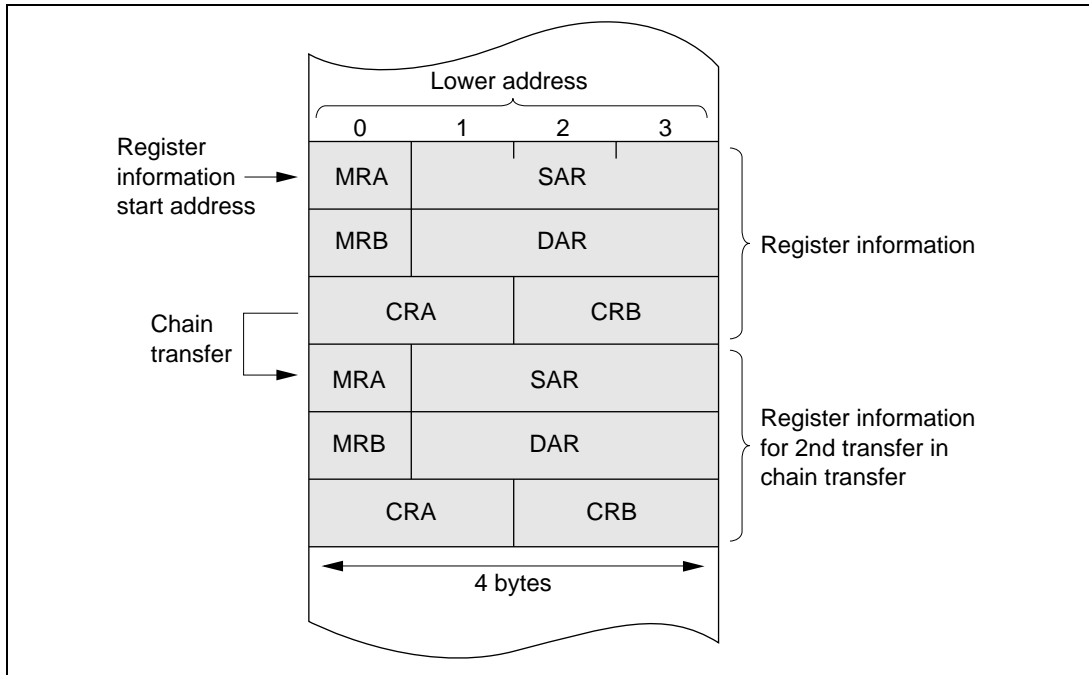 Lower address
0 1 2 3
Register
information
start address
MRA SAR
MRB DAR
Register information
CRA CRB
Chain
transfer
MRA SAR
MRB DAR
Register information
for 2nd transfer in
chain transfer
CRA CRB
4 bytes